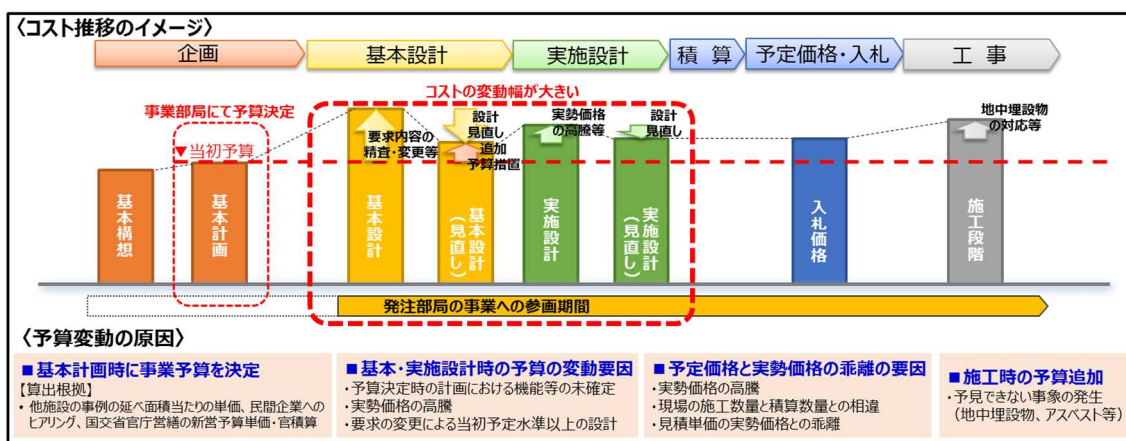 〈コスト推移のイメージ〉
企画
基本設計
実施設計
積 算
予定価格・入札
工 事
コストの変動幅が大きい
事業部局にて予算決定
▼当初予算
要求内容の
精査・変更等
設計
見直し
追加
予算措置
実勢価格
の高騰等
設計
見直し
地中埋設物
の対応等
基本構想
基本計画
基本設計
基本設計
(見直し)
実施設計
実施設計
(見直し)
入札価格
施工段階
発注部局の事業への参画期間
〈予算変動の原因〉
■基本計画時に事業予算を決定
【算出根拠】
・他施設の事例の延べ面積当たりの単価、民間企業への
ヒアリング、国交省官庁営繕の新営予算単価・官積算
■基本・実施設計時の予算の変動要因
・予算決定時の計画における機能等の未確定
・実勢価格の高騰
・要求の変更による当初予定水準以上の設計
■予定価格と実勢価格の乖離の要因
・実勢価格の高騰
・現場の施工数量と積算数量との相違
・見積単価の実勢価格との乖離
■施工時の予算追加
・予見できない事象の発生
(地中埋設物、アスベスト等)